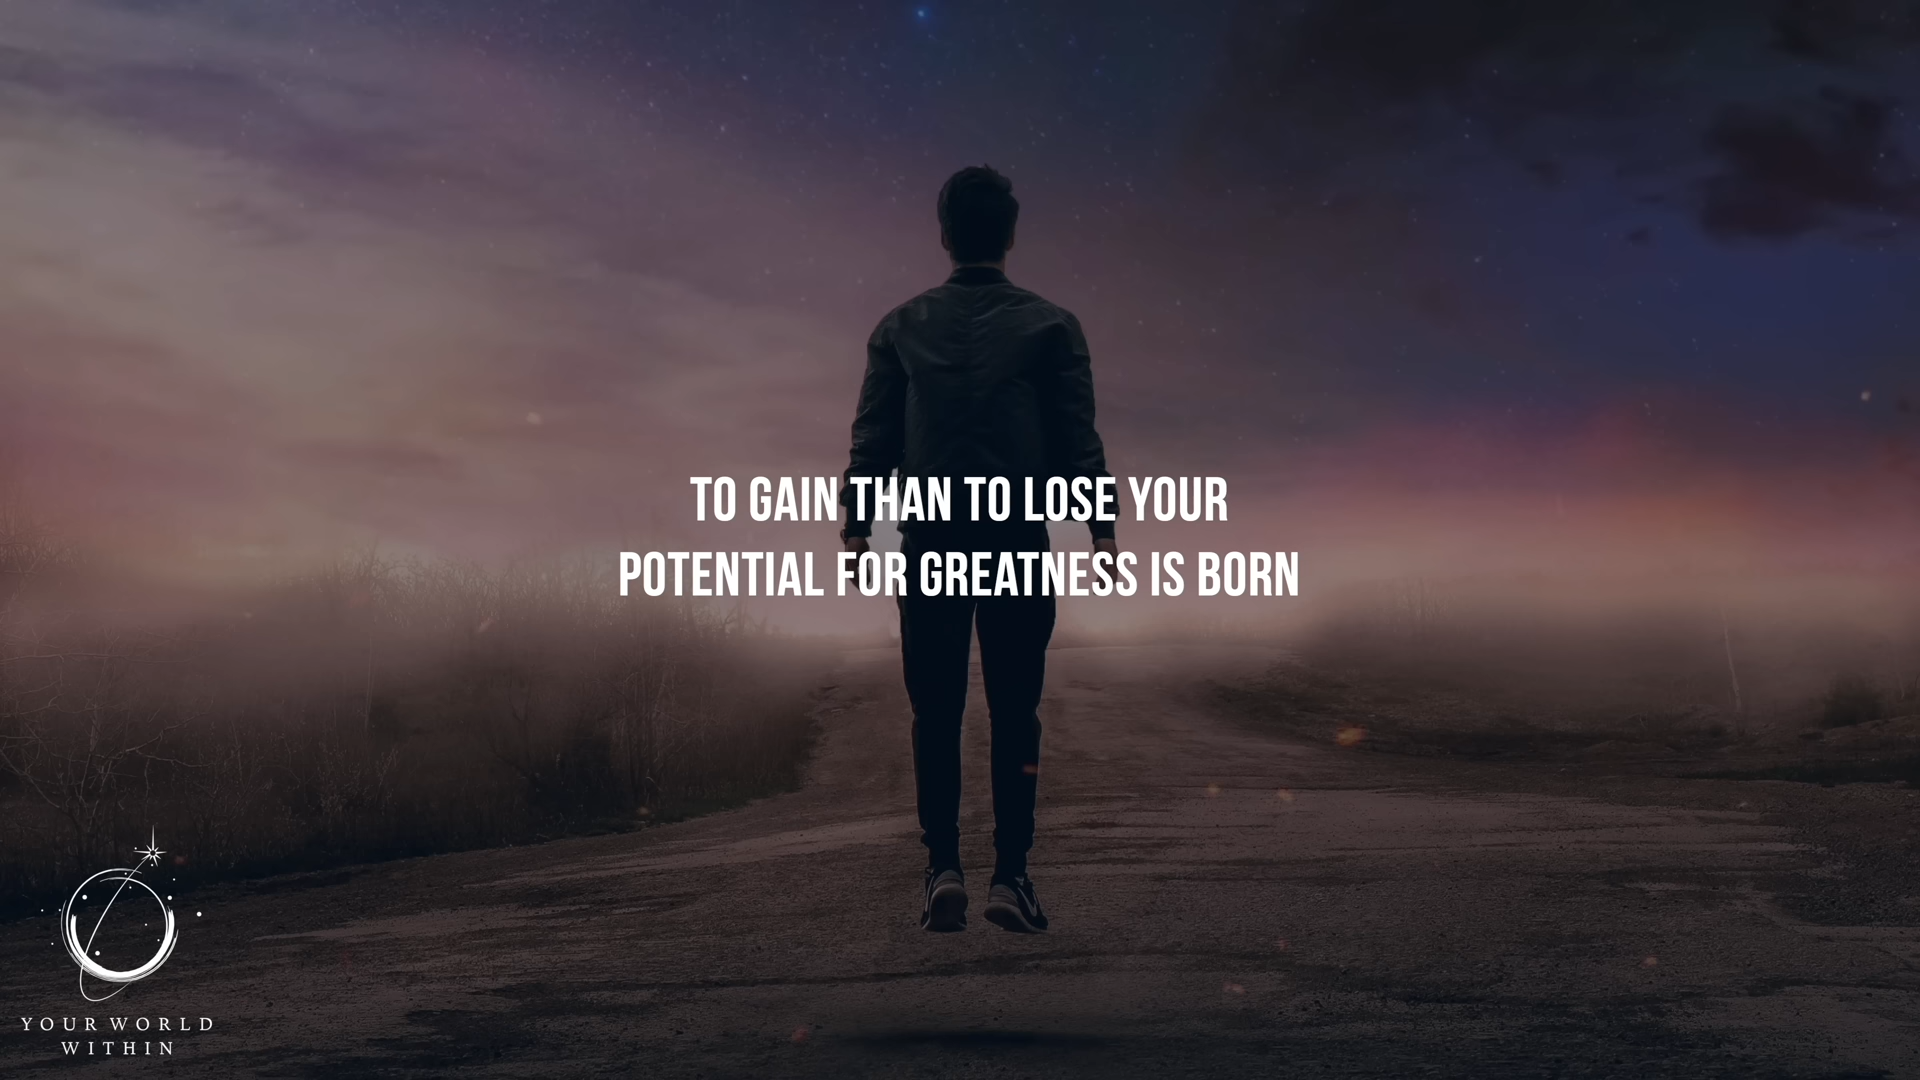 TO GAIN THAN TO LOSE YOUR
POTENTIAL FOR GREATNESS IS BORN
YOUR WORLD
WITHIN